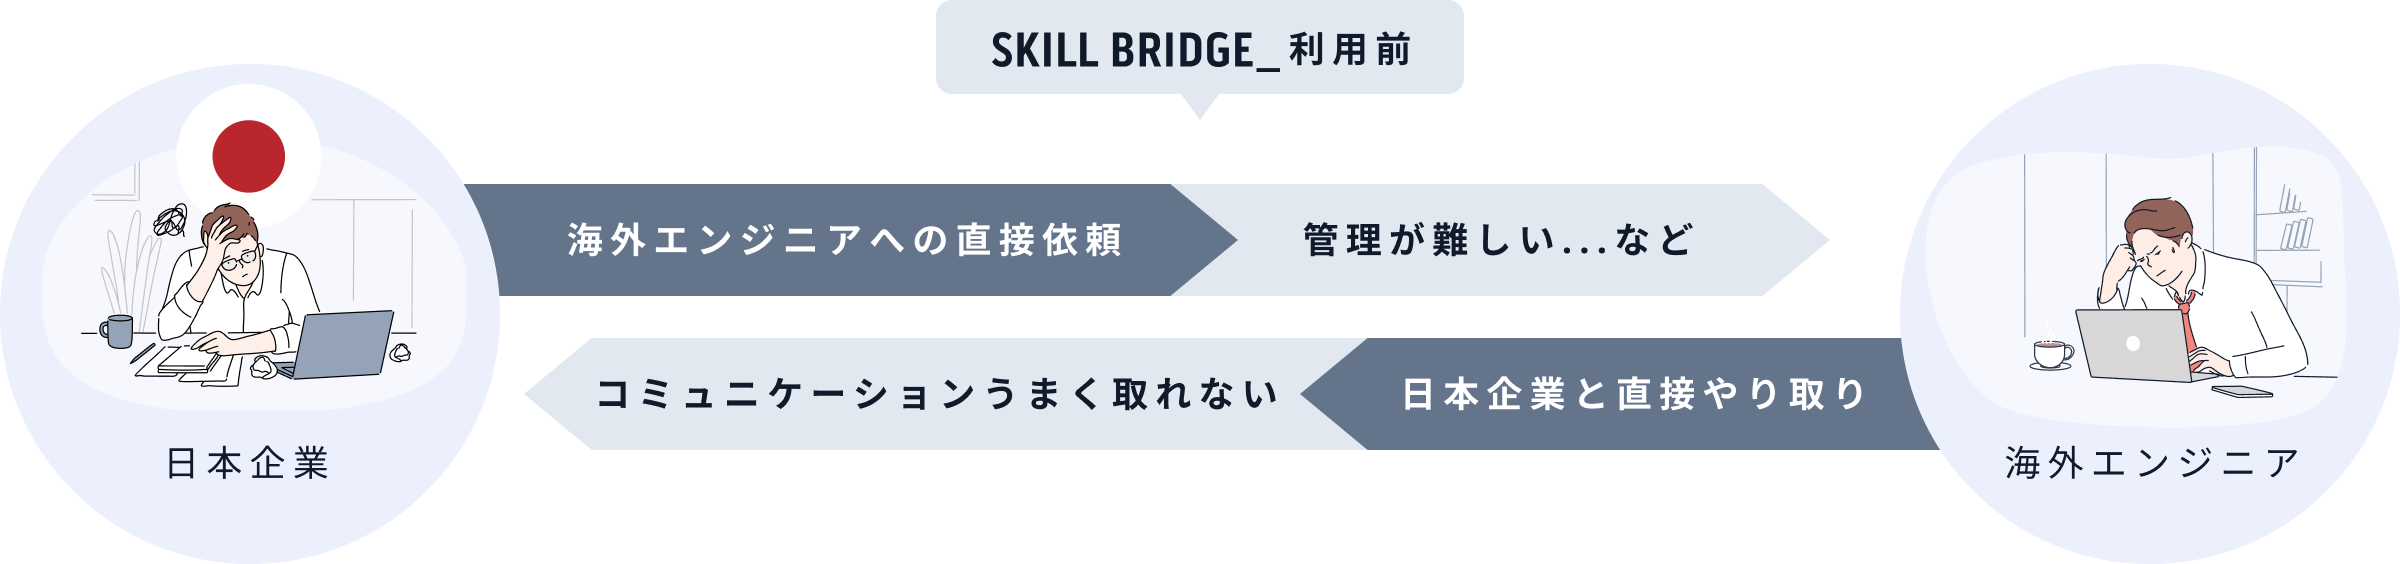 SKILL BRIDGE_利用前
海外エンジニアへの直接依頼
管理が難しい...など
コミュニケーションうまく取れない
日本企業と直接やり取り
日本企業
海外エンジニア